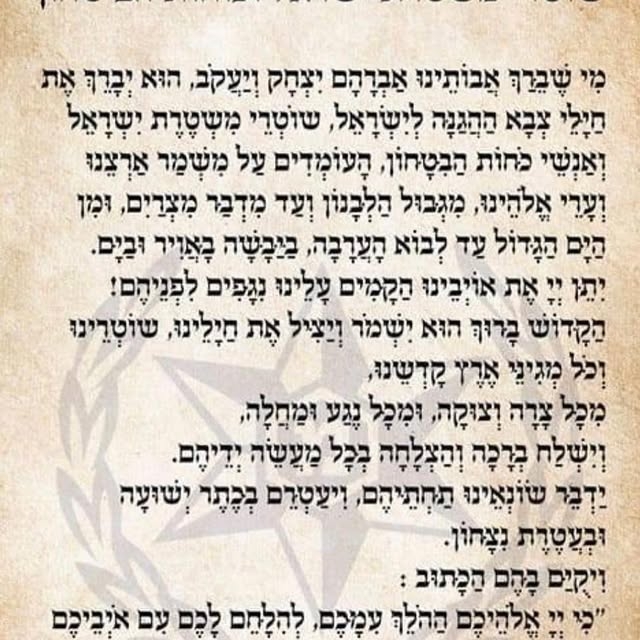 מִי שֶׁבֵּרַךְ אֲבוֹתֵינוּ אַבְרָהָם יִצְחָק וְיַעֲקֹב, הוּא יְבָרֵךְ אֶת
חַיָּלֵי צְבָא הַהֲגַנָּה לְיִשְׂרָאֵל, שׁוֹטְרֵי מִשְׁטֶרֶת יִשְׂרָאֵל
וְאַנְשֵׁי כֹּחוֹת הַבִּטָּחוֹן, הָעוֹמְדִים עַל מִשְׁמַר אַרְצֵנוּ
וְעָרֵי אֱלֹהֵינוּ, מִגְּבוּל הַלְּבָנוֹן וְעַד מִדְבַּר מִצְרַיִם, וּמִן
הַיָּם הַגָּדוֹל עַד לְבוֹא הָעֲרָבָה, בַּיַּבָּשָׁה בָּאֲוִיר וּבַיָּם.
יִתֵּן יְיָ אֶת אוֹיְבֵינוּ הַקָּמִים עָלֵינוּ נִגָּפִים לִפְנֵיהֶם!
הַקָּדוֹשׁ בָּרוּךְ הוּא יִשְׁמֹר וְיַצִּיל אֶת חַיָּלֵינוּ, שׁוֹטְרֵינוּ
וְכֹל מְגִינֵּי אֶרֶץ קָדְשֵׁנוּ,
מִכָּל צָרָה וְצוּקָה, וּמִכָּל נֶגַע וּמַחֲלָה,
וְיִשְׁלַח בְּרָכָה וְהַצְלָחָה בְּכָל מַעֲשֵׂה יְדֵיהֶם.
יַדְבֵּר שׂוֹנְאֵינוּ תַּחְתֵּיהֶם, וִיעַטְּרֵם בְּכֶתֶר יְשׁוּעָה
וּבַעֲטֶרֶת נִצָּחוֹן.
וִיקֻיַּם בָּהֶם הַכָּתוּב :
"כִּי יְיָ אֱלֹהֵיכֶם הַהֹלֵךְ עִמָּכֶם, לְהִלָּחֵם לָכֶם עִם אֹיְבֵיכֶם